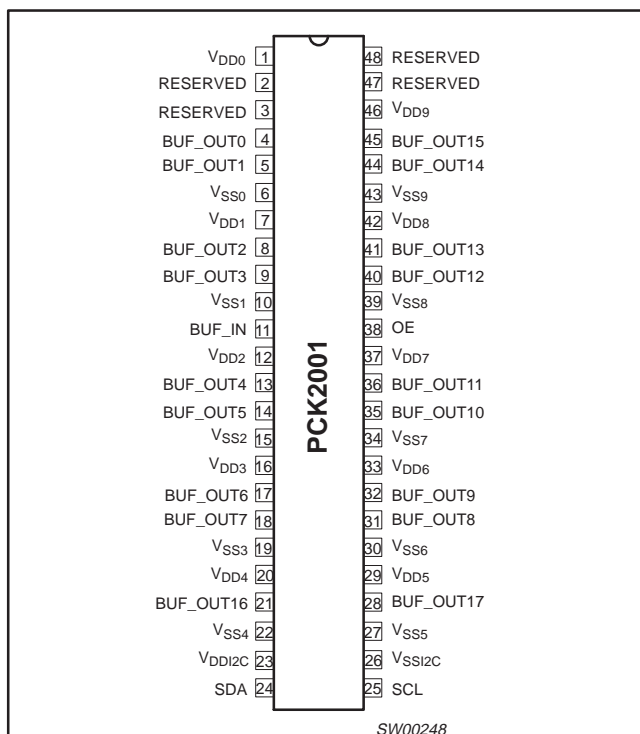 VDD0 1 48 RESERVED
RESERVED 2 47 RESERVED
RESERVED 3 46 VDD9
BUF_OUT0 4 45 BUF_OUT15
BUF_OUT1 5 44 BUF_OUT14
VSS0 6 43 VSS9
VDD1 7 42 VDD8
BUF_OUT2 8 41 BUF_OUT13
BUF_OUT3 9 40 BUF_OUT12
VSS1 10 39 VSS8
BUF_IN 11 38 OE
VDD2 12 37 VDD7
BUF_OUT4 13 36 BUF_OUT11
BUF_OUT5 14 35 BUF_OUT10
VSS2 15 34 VSS7
VDD3 16 33 VDD6
BUF_OUT6 17 32 BUF_OUT9
BUF_OUT7 18 31 BUF_OUT8
VSS3 19 30 VSS6
VDD4 20 29 VDD5
BUF_OUT16 21 28 BUF_OUT17
VSS4 22 27 VSS5
VDDI2C 23 26 VSSI2C
SDA 24 25 SCL
PCK2001
SW00248